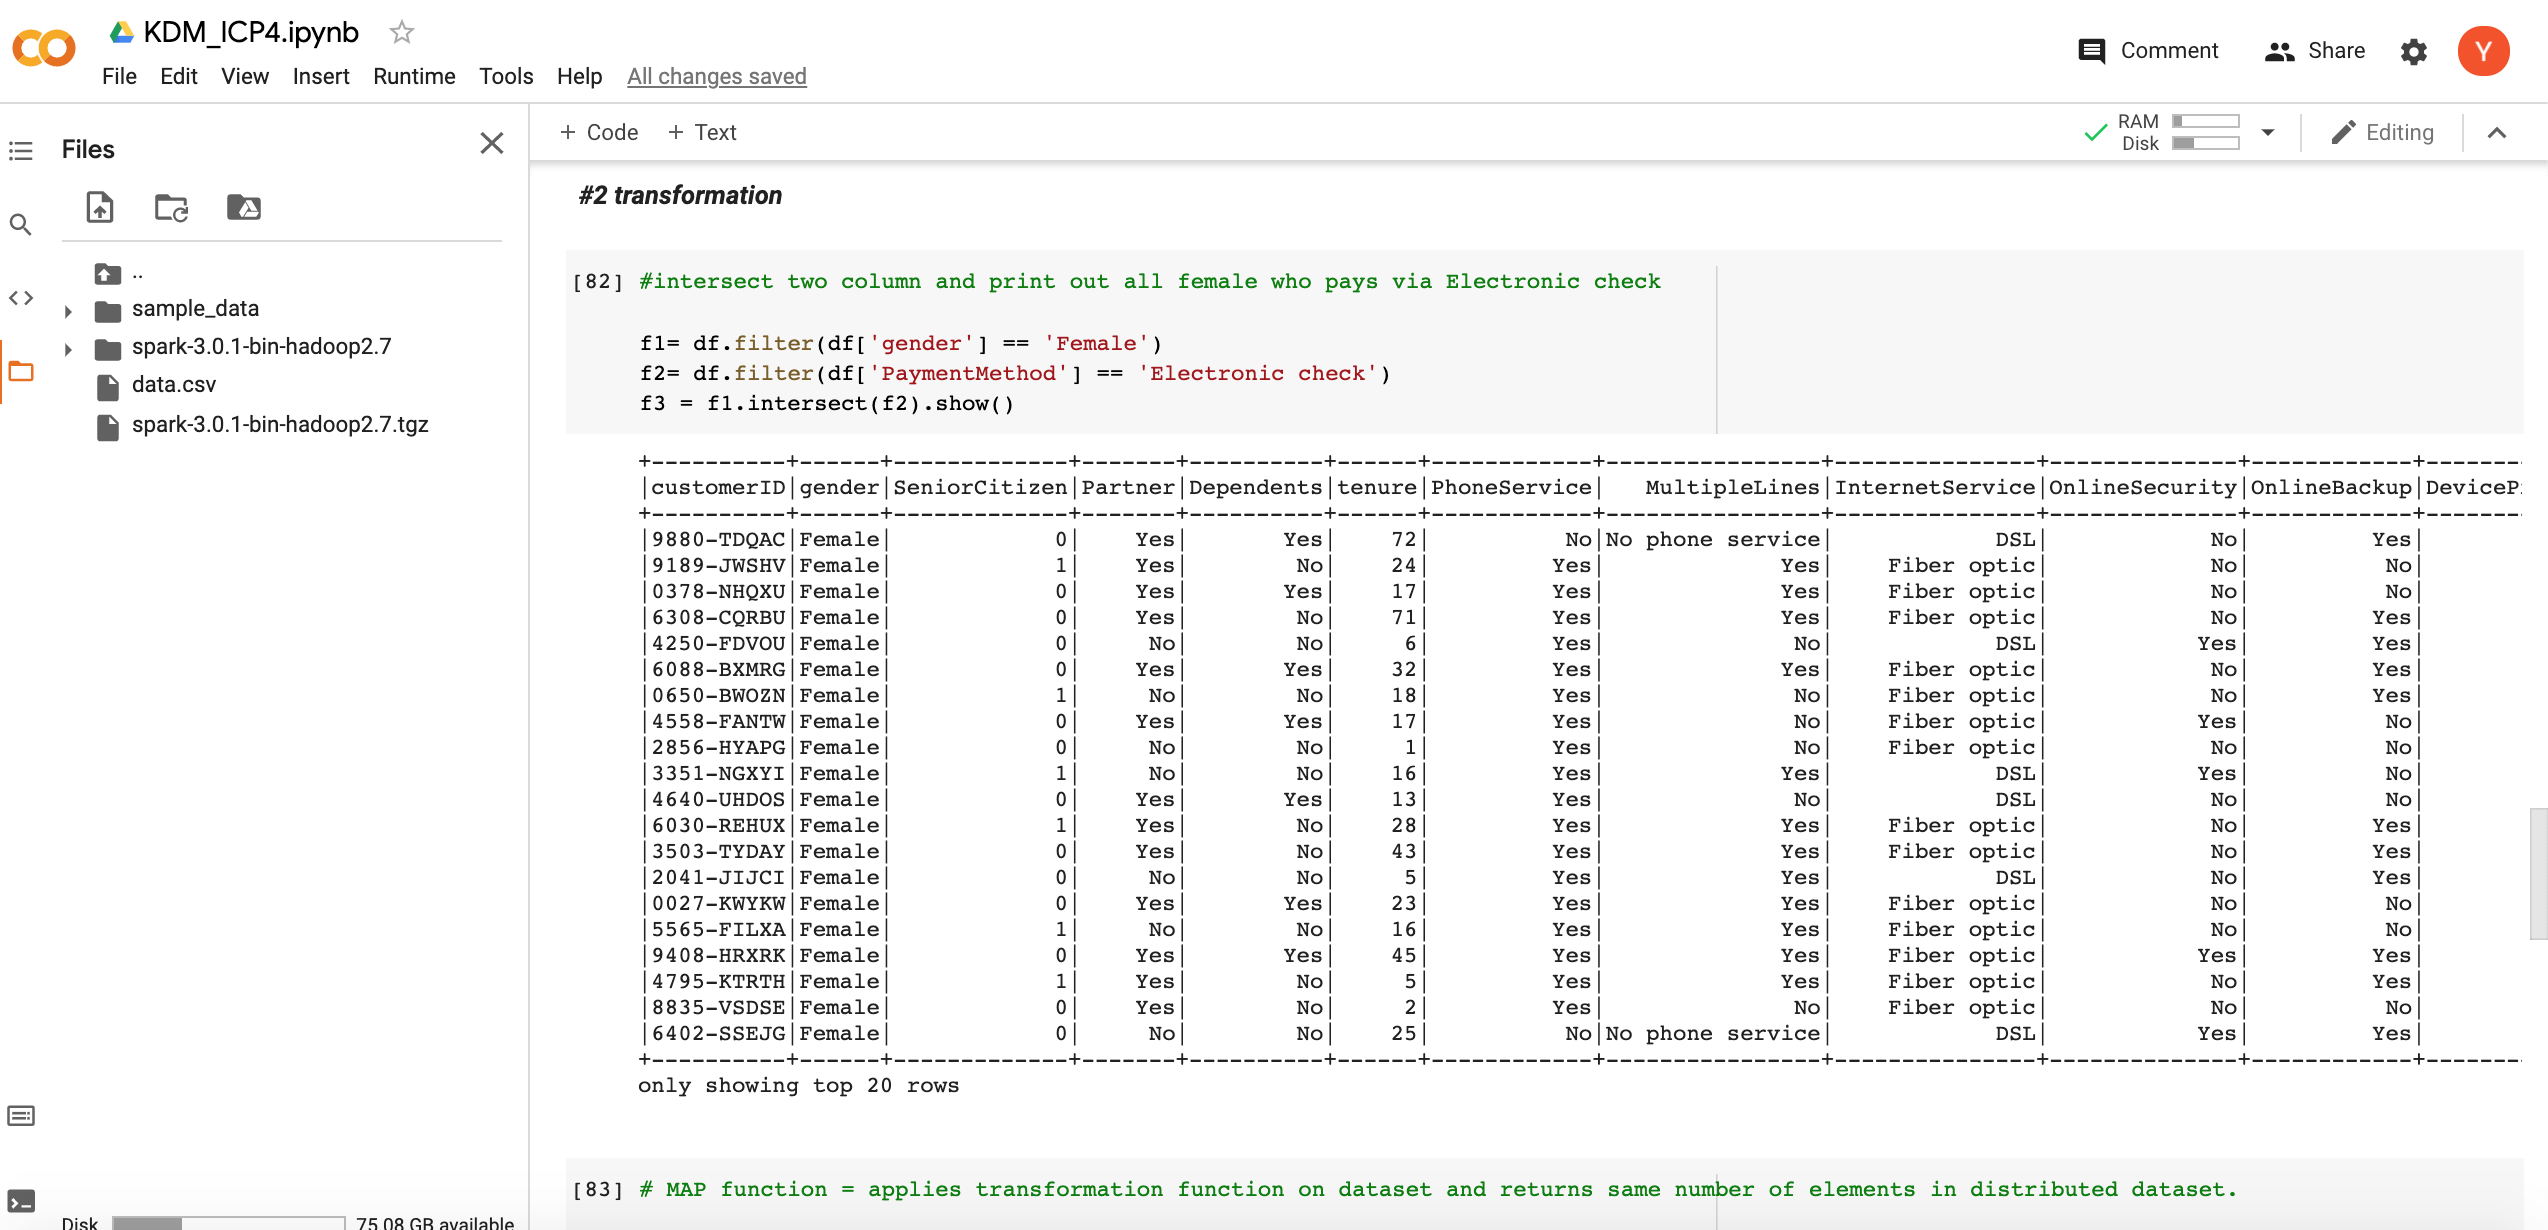 KDM_ICP4.ipynb
File Edit View Insert Runtime Tools Help All changes saved
Comment Share Y
Files
+ Code + Text
RAM
Disk
Editing
..
sample_data
spark-3.0.1-bin-hadoop2.7
data.csv
spark-3.0.1-bin-hadoop2.7.tgz
Disk 75.08 GB available
#2 transformation
[82] #intersect two column and print out all female who pays via Electronic check
f1= df.filter(df['gender'] == 'Female')
f2= df.filter(df['PaymentMethod'] == 'Electronic check')
f3 = f1.intersect(f2).show()
+----------+------+-------------+-------+----------+------+------------+----------------+---------------+--------------+------------+-------
|customerID|gender|SeniorCitizen|Partner|Dependents|tenure|PhoneService|   MultipleLines|InternetService|OnlineSecurity|OnlineBackup|DeviceP
+----------+------+-------------+-------+----------+------+------------+----------------+---------------+--------------+------------+-------
|9880-TDQAC|Female|            0|    Yes|       Yes|    72|          No|No phone service|            DSL|            No|         Yes|
|9189-JWSHV|Female|            1|    Yes|        No|    24|         Yes|             Yes|    Fiber optic|            No|          No|
|0378-NHQXU|Female|            0|    Yes|       Yes|    17|         Yes|             Yes|    Fiber optic|            No|          No|
|6308-CQRBU|Female|            0|    Yes|        No|    71|         Yes|             Yes|    Fiber optic|            No|         Yes|
|4250-FDVOU|Female|            0|     No|        No|     6|         Yes|              No|            DSL|           Yes|         Yes|
|6088-BXMRG|Female|            0|    Yes|       Yes|    32|         Yes|             Yes|    Fiber optic|            No|         Yes|
|0650-BWOZN|Female|            1|     No|        No|    18|         Yes|              No|    Fiber optic|            No|         Yes|
|4558-FANTW|Female|            0|    Yes|       Yes|    17|         Yes|              No|    Fiber optic|           Yes|          No|
|2856-HYAPG|Female|            0|     No|        No|     1|         Yes|              No|    Fiber optic|            No|          No|
|3351-NGXYI|Female|            1|     No|        No|    16|         Yes|             Yes|            DSL|           Yes|          No|
|4640-UHDOS|Female|            0|    Yes|       Yes|    13|         Yes|              No|            DSL|            No|          No|
|6030-REHUX|Female|            1|    Yes|        No|    28|         Yes|             Yes|    Fiber optic|            No|         Yes|
|3503-TYDAY|Female|            0|    Yes|        No|    43|         Yes|             Yes|    Fiber optic|            No|         Yes|
|2041-JIJCI|Female|            0|     No|        No|     5|         Yes|             Yes|            DSL|            No|         Yes|
|0027-KWYKW|Female|            0|    Yes|       Yes|    23|         Yes|             Yes|    Fiber optic|            No|          No|
|5565-FILXA|Female|            1|     No|        No|    16|         Yes|             Yes|    Fiber optic|            No|          No|
|9408-HRXRK|Female|            0|    Yes|       Yes|    45|         Yes|             Yes|    Fiber optic|           Yes|         Yes|
|4795-KTRTH|Female|            1|    Yes|        No|     5|         Yes|             Yes|    Fiber optic|            No|         Yes|
|8835-VSDSE|Female|            0|    Yes|        No|     2|         Yes|              No|    Fiber optic|            No|          No|
|6402-SSEJG|Female|            0|     No|        No|    25|          No|No phone service|            DSL|           Yes|         Yes|
+----------+------+-------------+-------+----------+------+------------+----------------+---------------+--------------+------------+-------
only showing top 20 rows
[83] # MAP function = applies transformation function on dataset and returns same number of elements in distributed dataset.